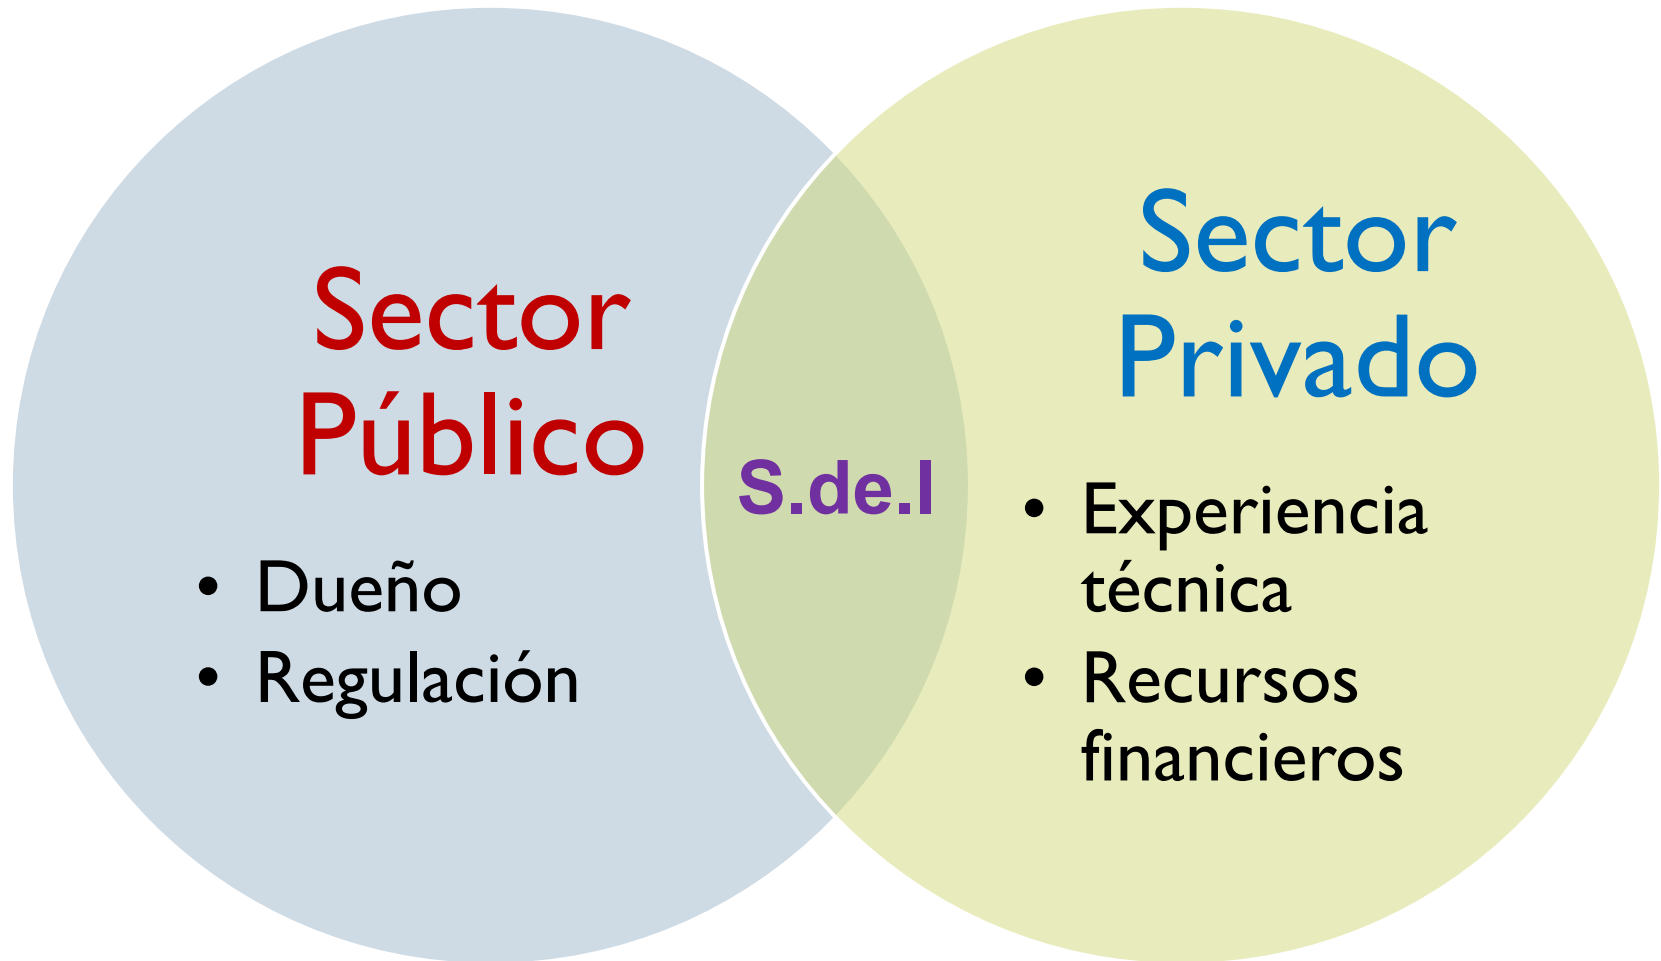 Sector
Público
• Dueño
• Regulación
S.de.I
Sector
Privado
• Experiencia
técnica
• Recursos
financieros